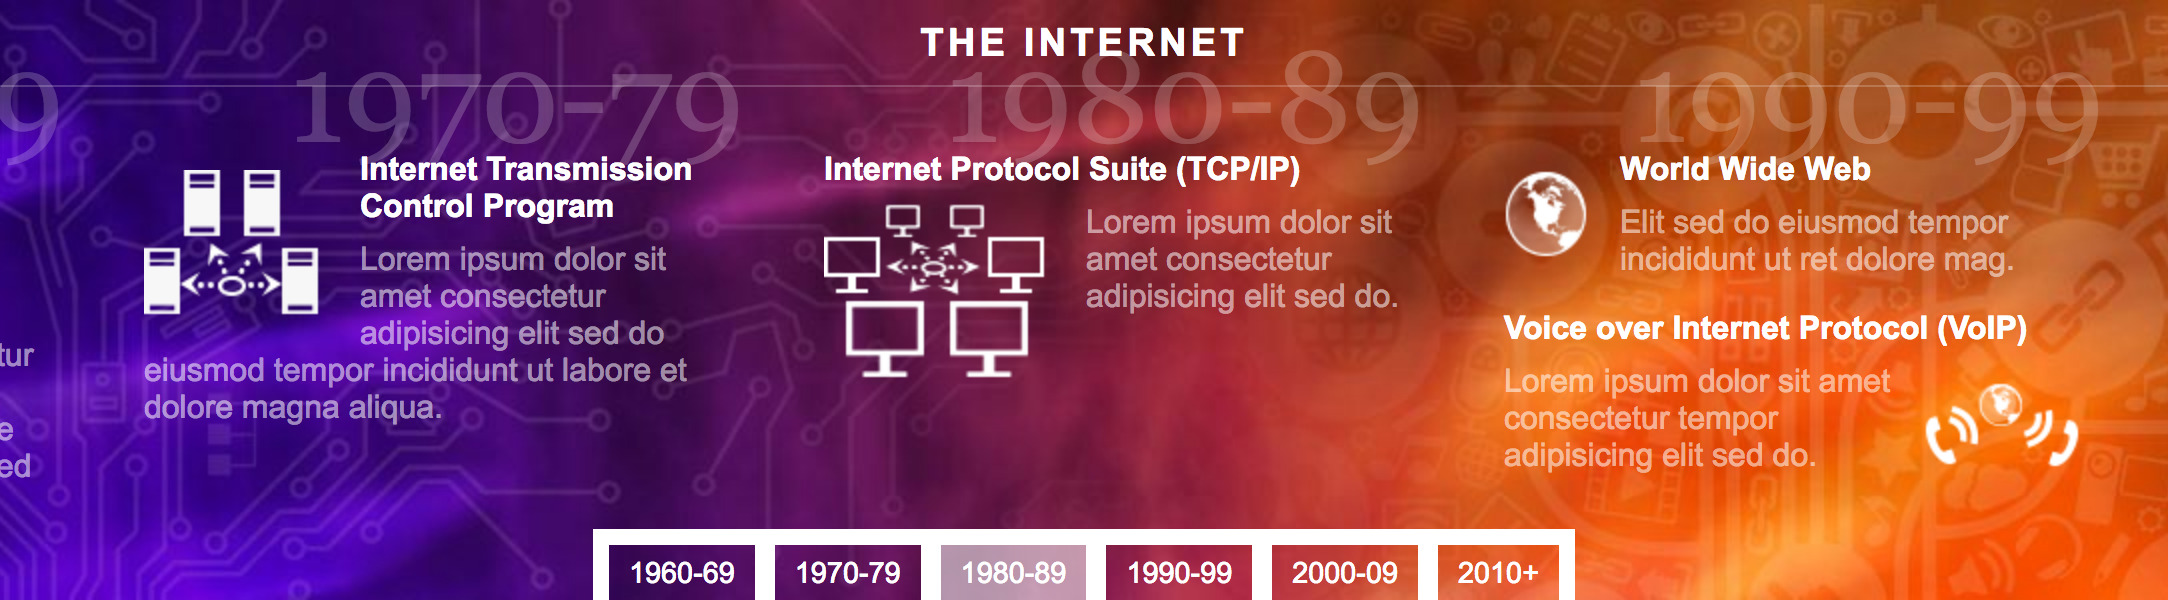 THE INTERNET
9
1970-79
1980-89
1990-99
tur
e
ed
Internet Transmission
Control Program
Lorem ipsum dolor sit
amet consectetur
adipisicing elit sed do
eiusmod tempor incididunt ut labore et
dolore magna aliqua.
Internet Protocol Suite (TCP/IP)
Lorem ipsum dolor sit
amet consectetur
adipisicing elit sed do.
World Wide Web
Elit sed do eiusmod tempor
incididunt ut ret dolore mag.
Voice over Internet Protocol (VoIP)
Lorem ipsum dolor sit amet
consectetur tempor
adipisicing elit sed do.
1960-69
1970-79
1980-89
1990-99
2000-09
2010+